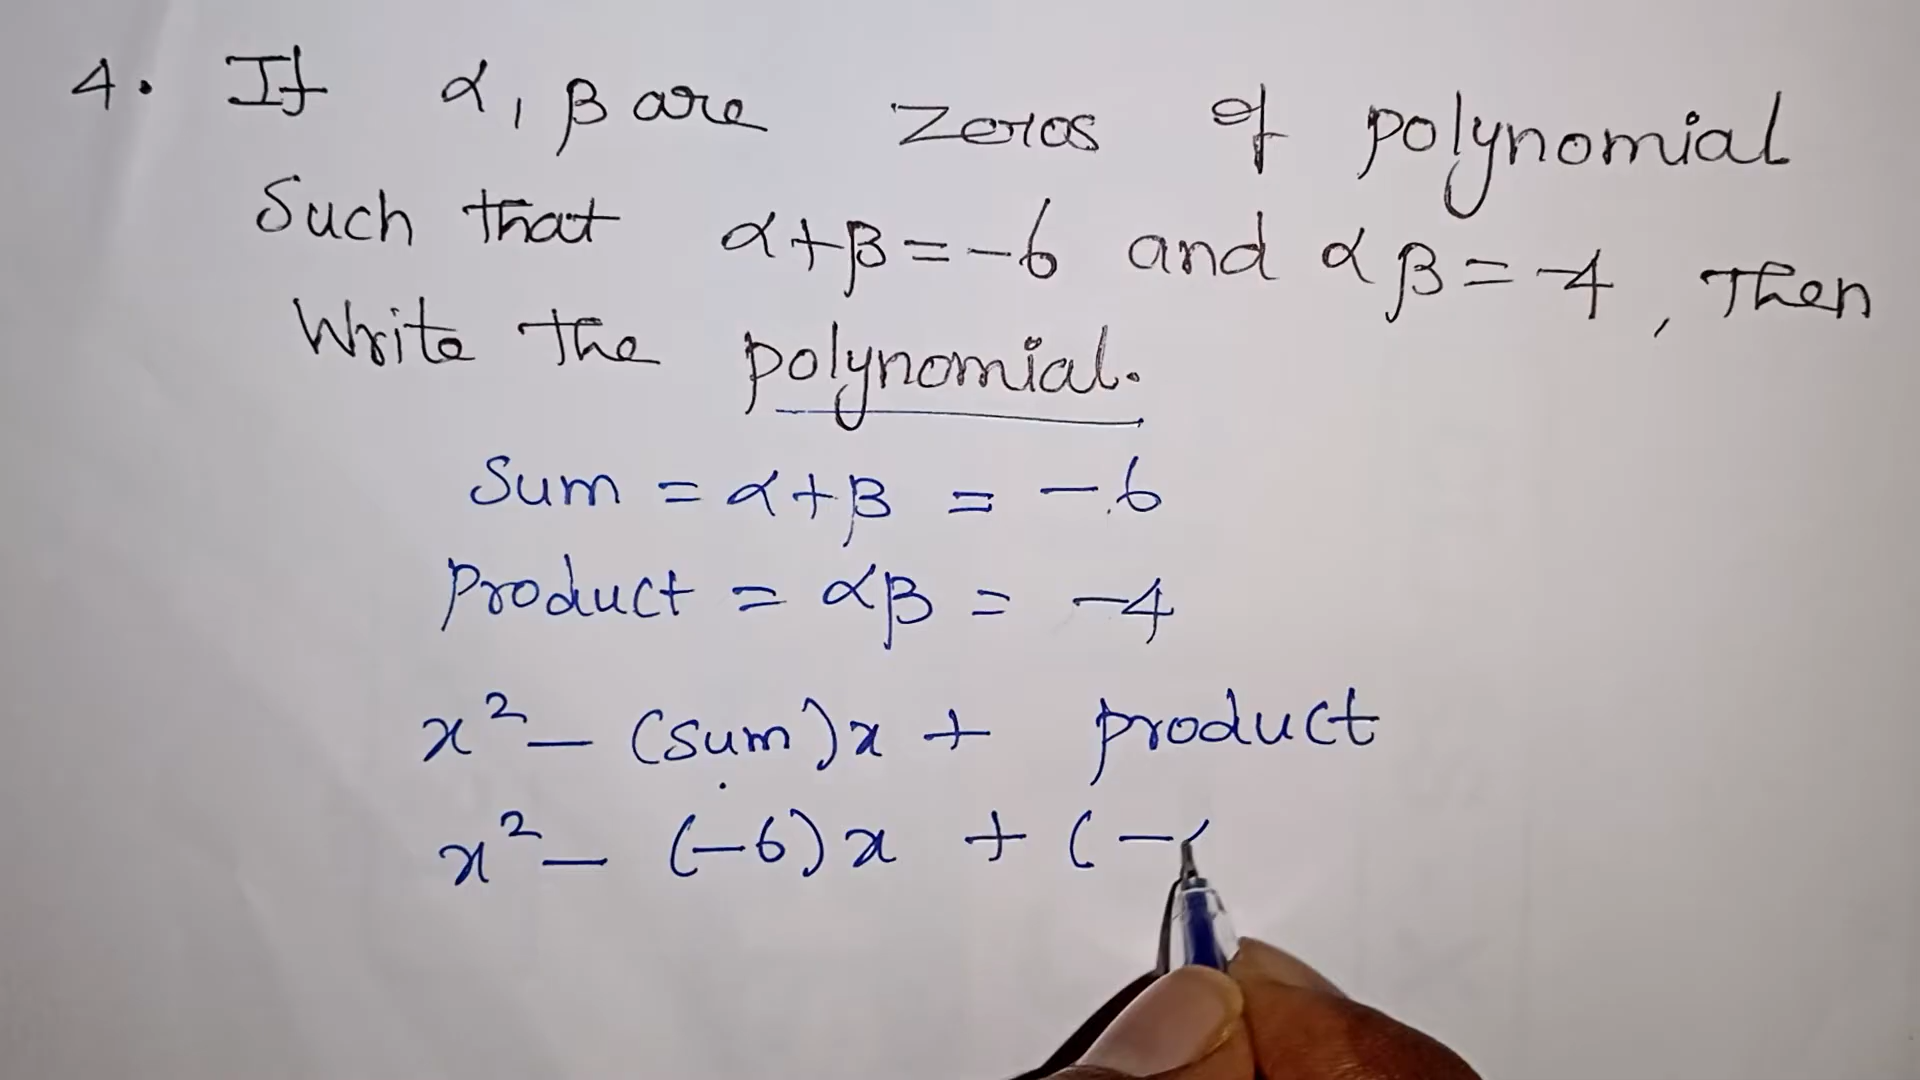 4. If α, β are zeros of polynomial
Such that α+β=-6 and αβ=-4, Then
Write the polynomial.
Sum = α+β = -6
Product = αβ = -4
x² - (sum)x + product
x² - (-6)x + (-